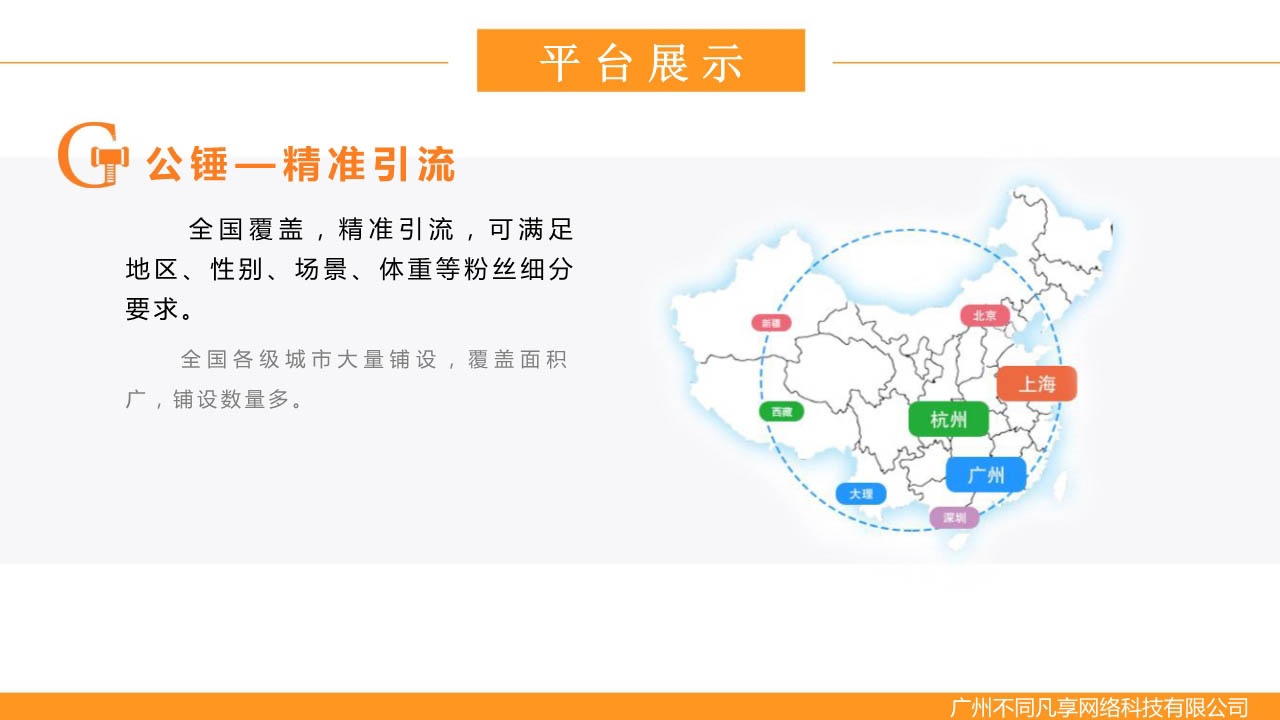 平台展示
公锤—精准引流
全国覆盖，精准引流，可满足
地区、性别、场景、体重等粉丝细分
要求。
全国各级城市大量铺设，覆盖面积
广，铺设数量多。
新疆
北京
上海
西藏
杭州
广州
大理
深圳
广州不同凡享网络科技有限公司